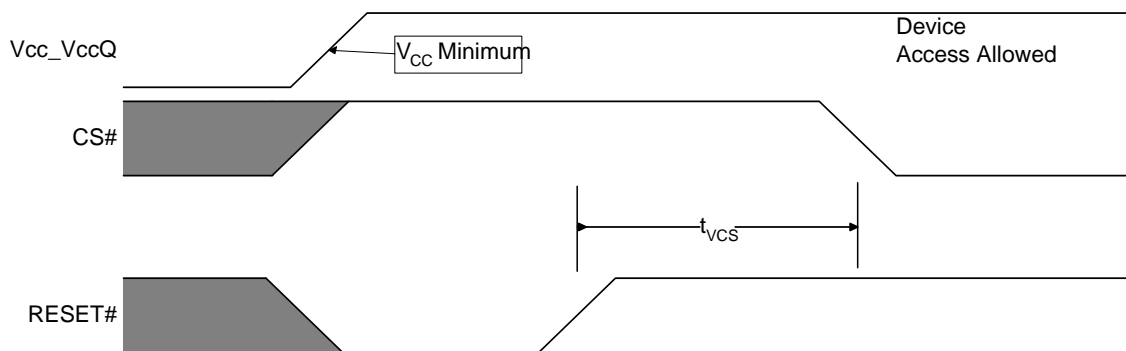 Vcc_VccQ
VCC Minimum
Device
Access Allowed
CS#
tVCS
RESET#